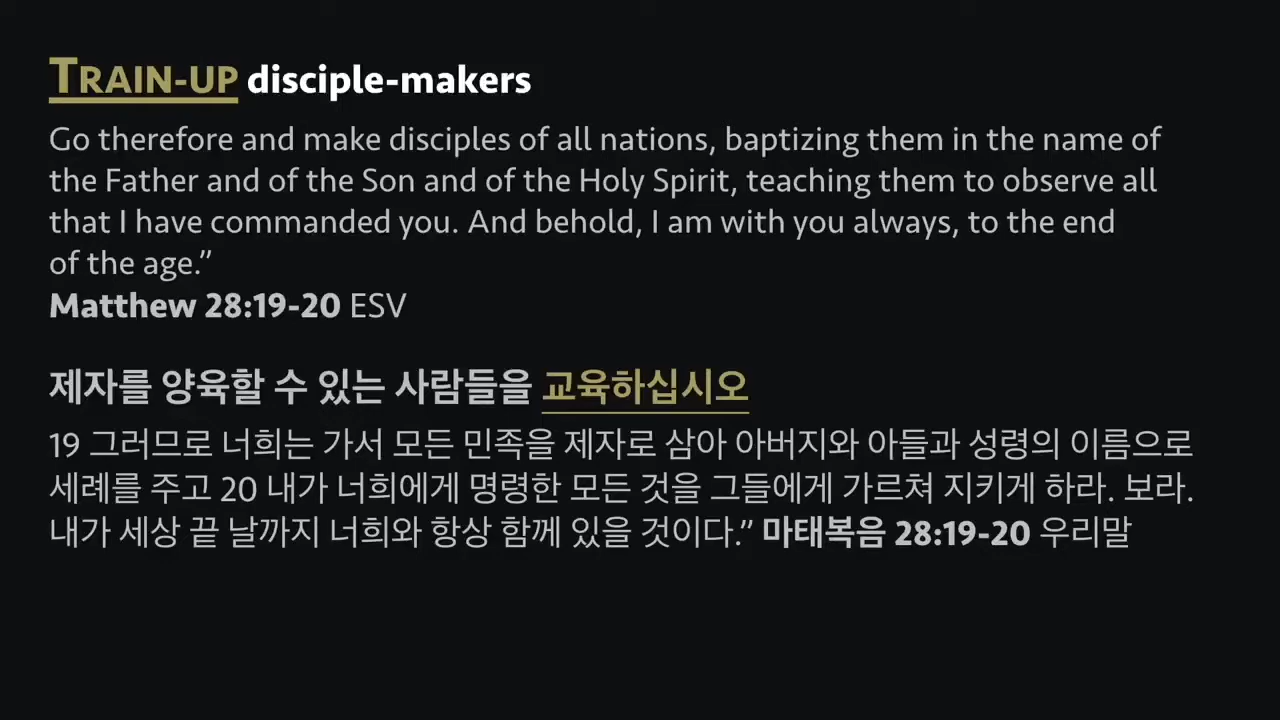 TRAIN-UP disciple-makers
Go therefore and make disciples of all nations, baptizing them in the name of
the Father and of the Son and of the Holy Spirit, teaching them to observe all
that I have commanded you. And behold, I am with you always, to the end
of the age.”
Matthew 28:19-20 ESV
제자를 양육할 수 있는 사람들을 교육하십시오
19 그러므로 너희는 가서 모든 민족을 제자로 삼아 아버지와 아들과 성령의 이름으로
세례를 주고 20 내가 너희에게 명령한 모든 것을 그들에게 가르쳐 지키게 하라. 보라.
내가 세상 끝 날까지 너희와 항상 함께 있을 것이다.” 마태복음 28:19-20 우리말